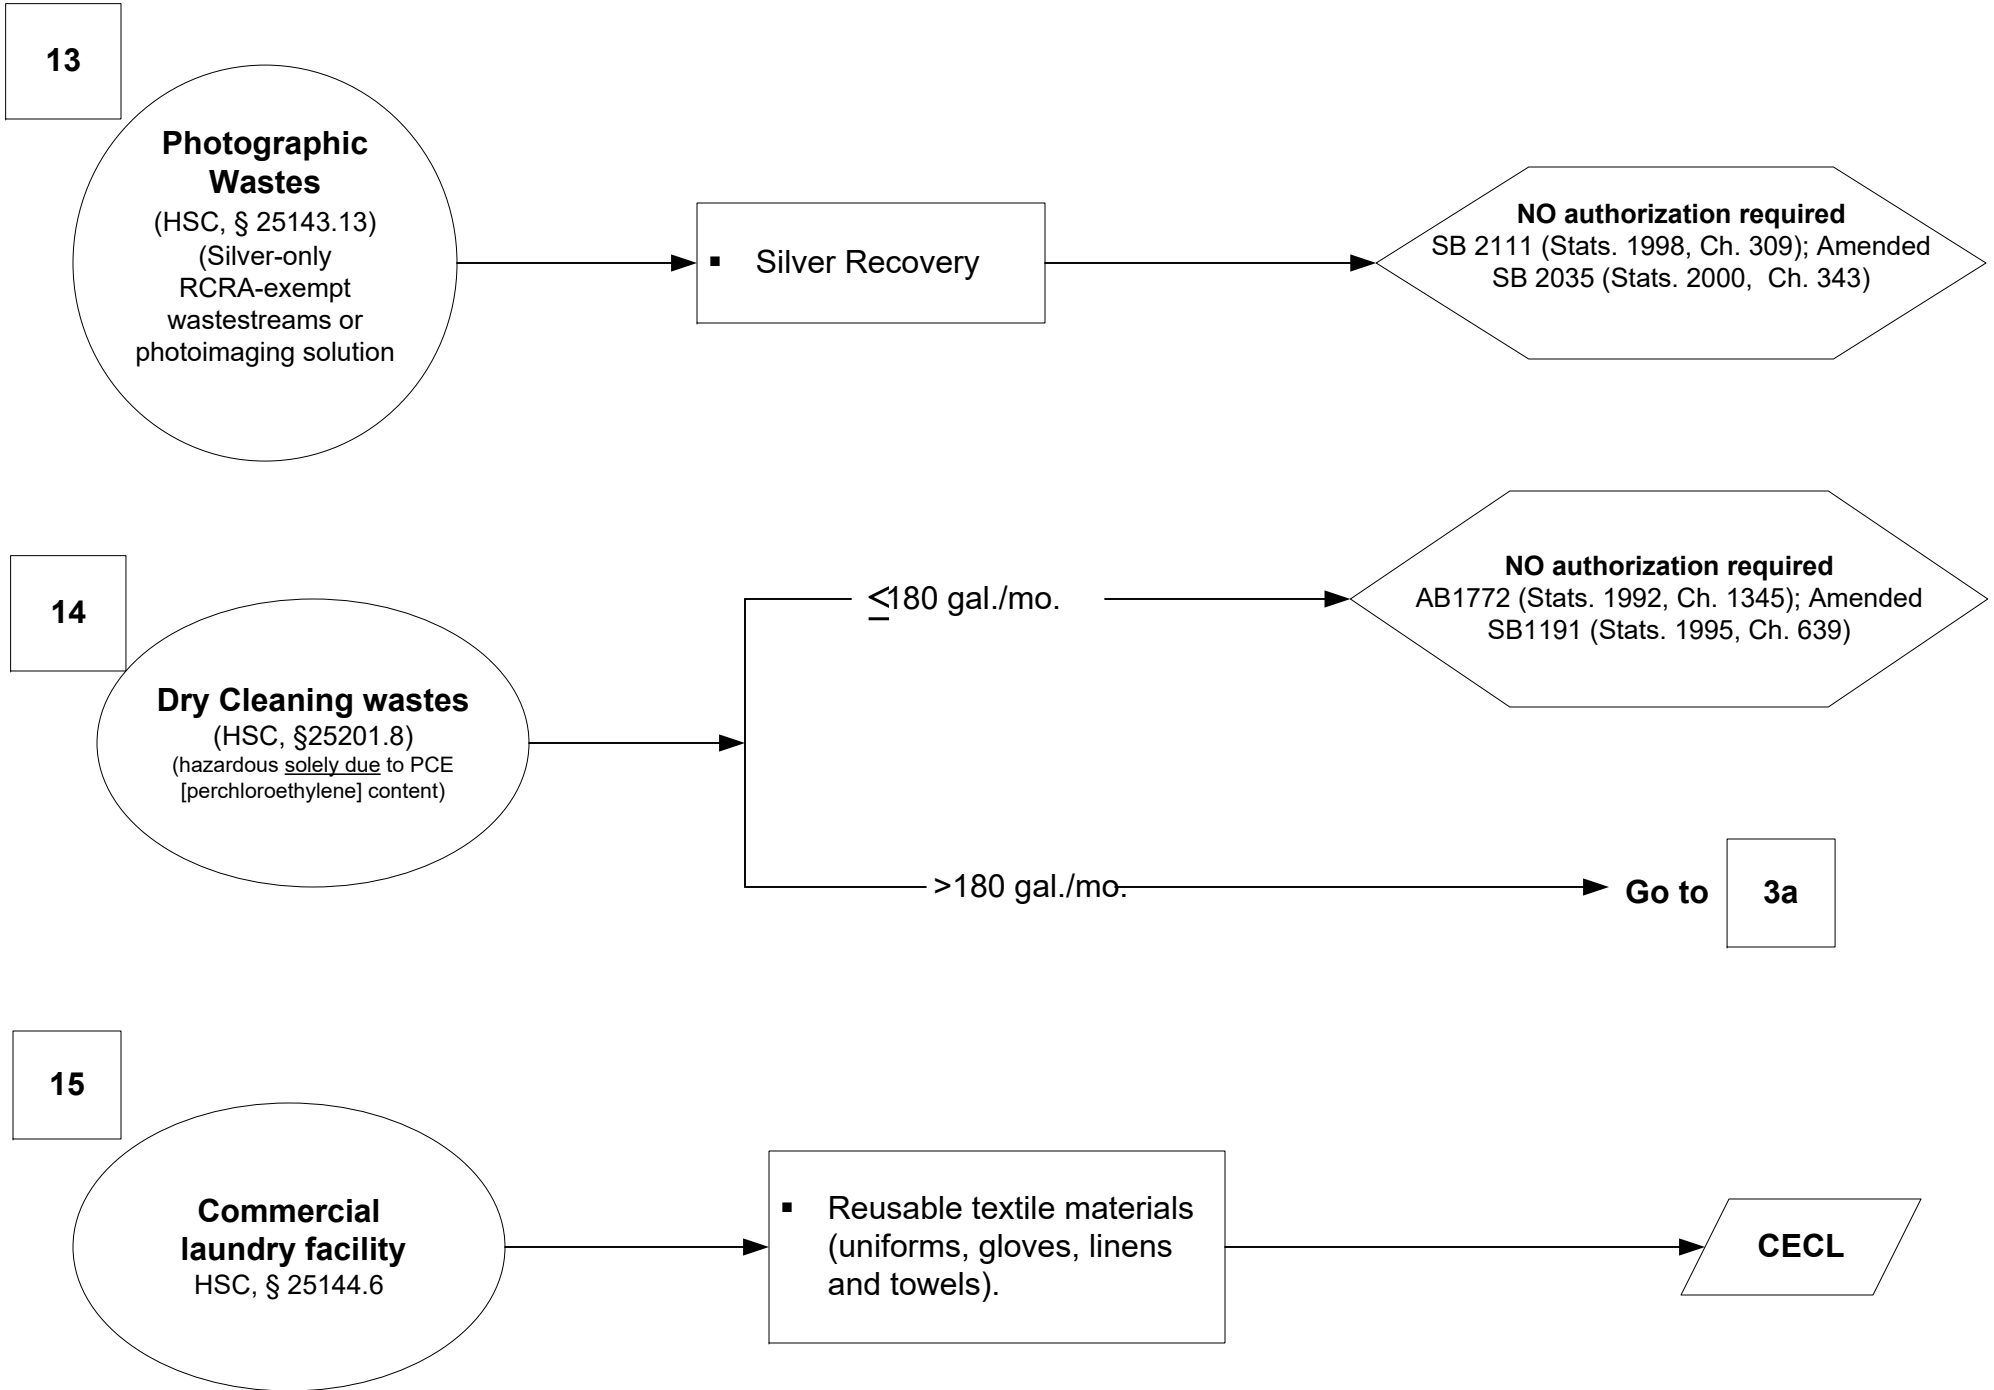 13
Photographic
Wastes
(HSC, § 25143.13)
(Silver-only
RCRA-exempt
wastestreams or
photoimaging solution
▪ Silver Recovery
NO authorization required
SB 2111 (Stats. 1998, Ch. 309); Amended
SB 2035 (Stats. 2000, Ch. 343)
14
Dry Cleaning wastes
(HSC, §25201.8)
(hazardous solely due to PCE
[perchloroethylene] content)
≤180 gal./mo.
NO authorization required
AB1772 (Stats. 1992, Ch. 1345); Amended
SB1191 (Stats. 1995, Ch. 639)
>180 gal./mo.
Go to 3a
15
Commercial
laundry facility
HSC, § 25144.6
▪ Reusable textile materials
(uniforms, gloves, linens
and towels).
CECL